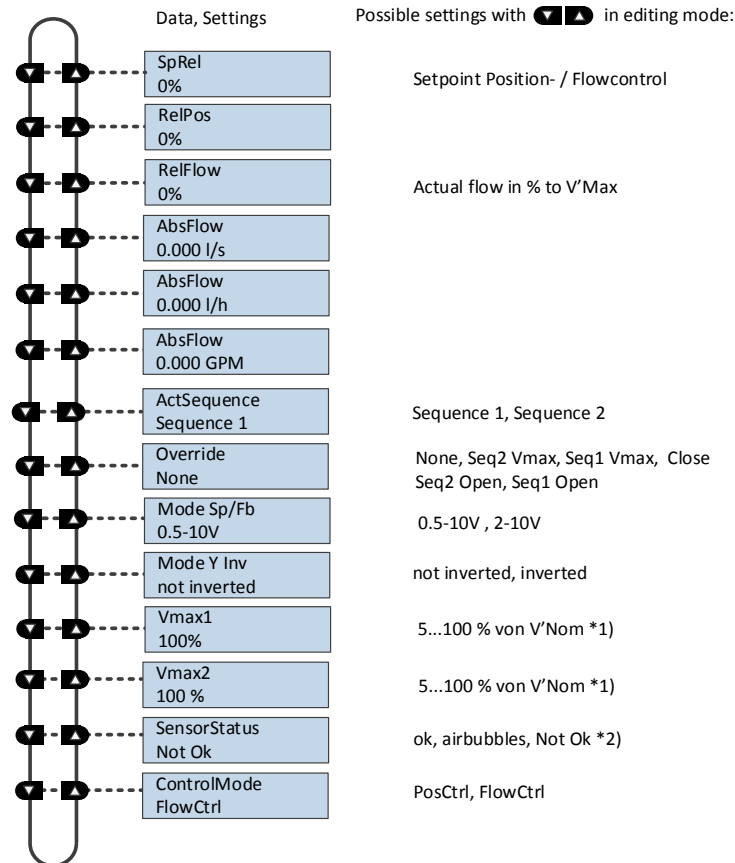 Data, Settings
Possible settings with in editing mode:
SpRel
0%
Setpoint Position- / Flowcontrol
RelPos
0%
RelFlow
0%
Actual flow in % to V'Max
AbsFlow
0.000 l/s
AbsFlow
0.000 l/h
AbsFlow
0.000 GPM
ActSequence
Sequence 1
Sequence 1, Sequence 2
Override
None
None, Seq2 Vmax, Seq1 Vmax, Close
Seq2 Open, Seq1 Open
Mode Sp/Fb
0.5-10V
0.5-10V , 2-10V
Mode Y Inv
not inverted
not inverted, inverted
Vmax1
100%
5...100 % von V'Nom *1)
Vmax2
100 %
5...100 % von V'Nom *1)
SensorStatus
Not Ok
ok, airbubbles, Not Ok *2)
ControlMode
FlowCtrl
PosCtrl, FlowCtrl